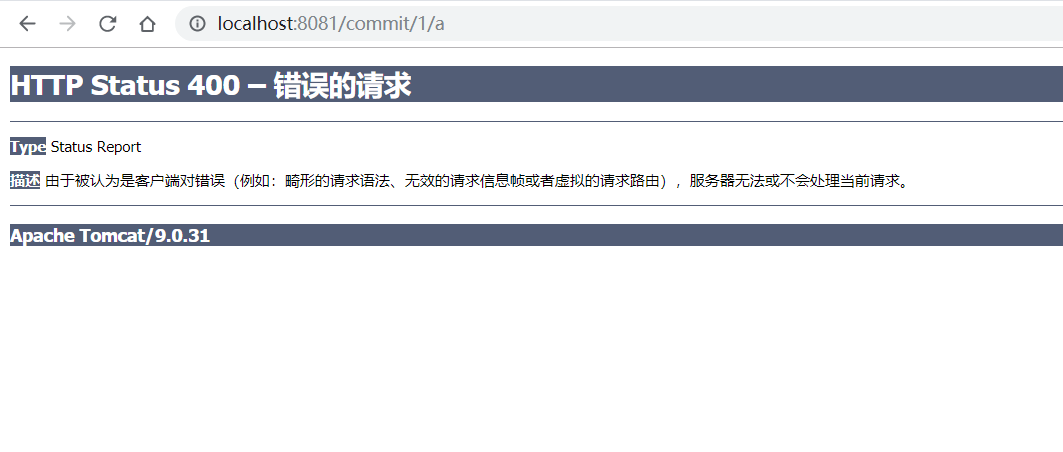 localhost:8081/commit/1/a
HTTP Status 400 – 错误的请求
Type Status Report
描述 由于被认为是客户端对错误（例如：畸形的请求语法、无效的请求信息帧或者虚拟的请求路由），服务器无法或不会处理当前请求。
Apache Tomcat/9.0.31